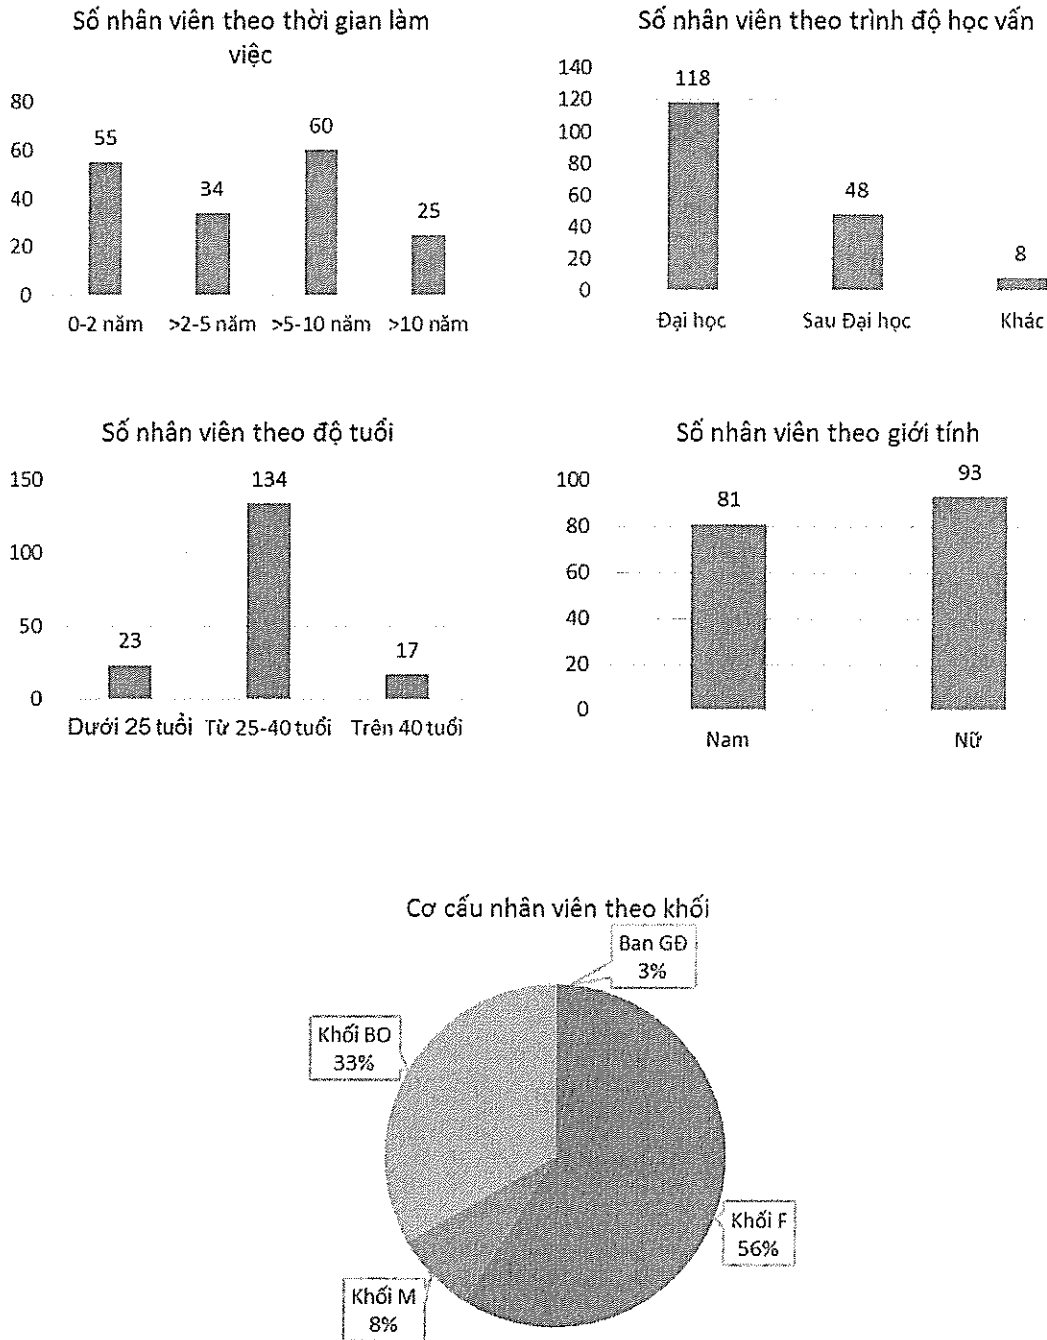 Số nhân viên theo thời gian làm
việc
80
60
40
20
0
55
34
60
25
0-2 năm
>2-5 năm
>5-10 năm
>10 năm
Số nhân viên theo trình độ học vấn
140
120
100
80
60
40
20
0
118
48
8
Đại học
Sau Đại học
Khác
Số nhân viên theo độ tuổi
150
100
50
0
23
134
17
Dưới 25 tuổi
Từ 25-40 tuổi
Trên 40 tuổi
Số nhân viên theo giới tính
100
80
60
40
20
0
81
93
Nam
Nữ
Cơ cấu nhân viên theo khối
Ban GĐ
3%
Khối BO
33%
Khối F
56%
Khối M
8%